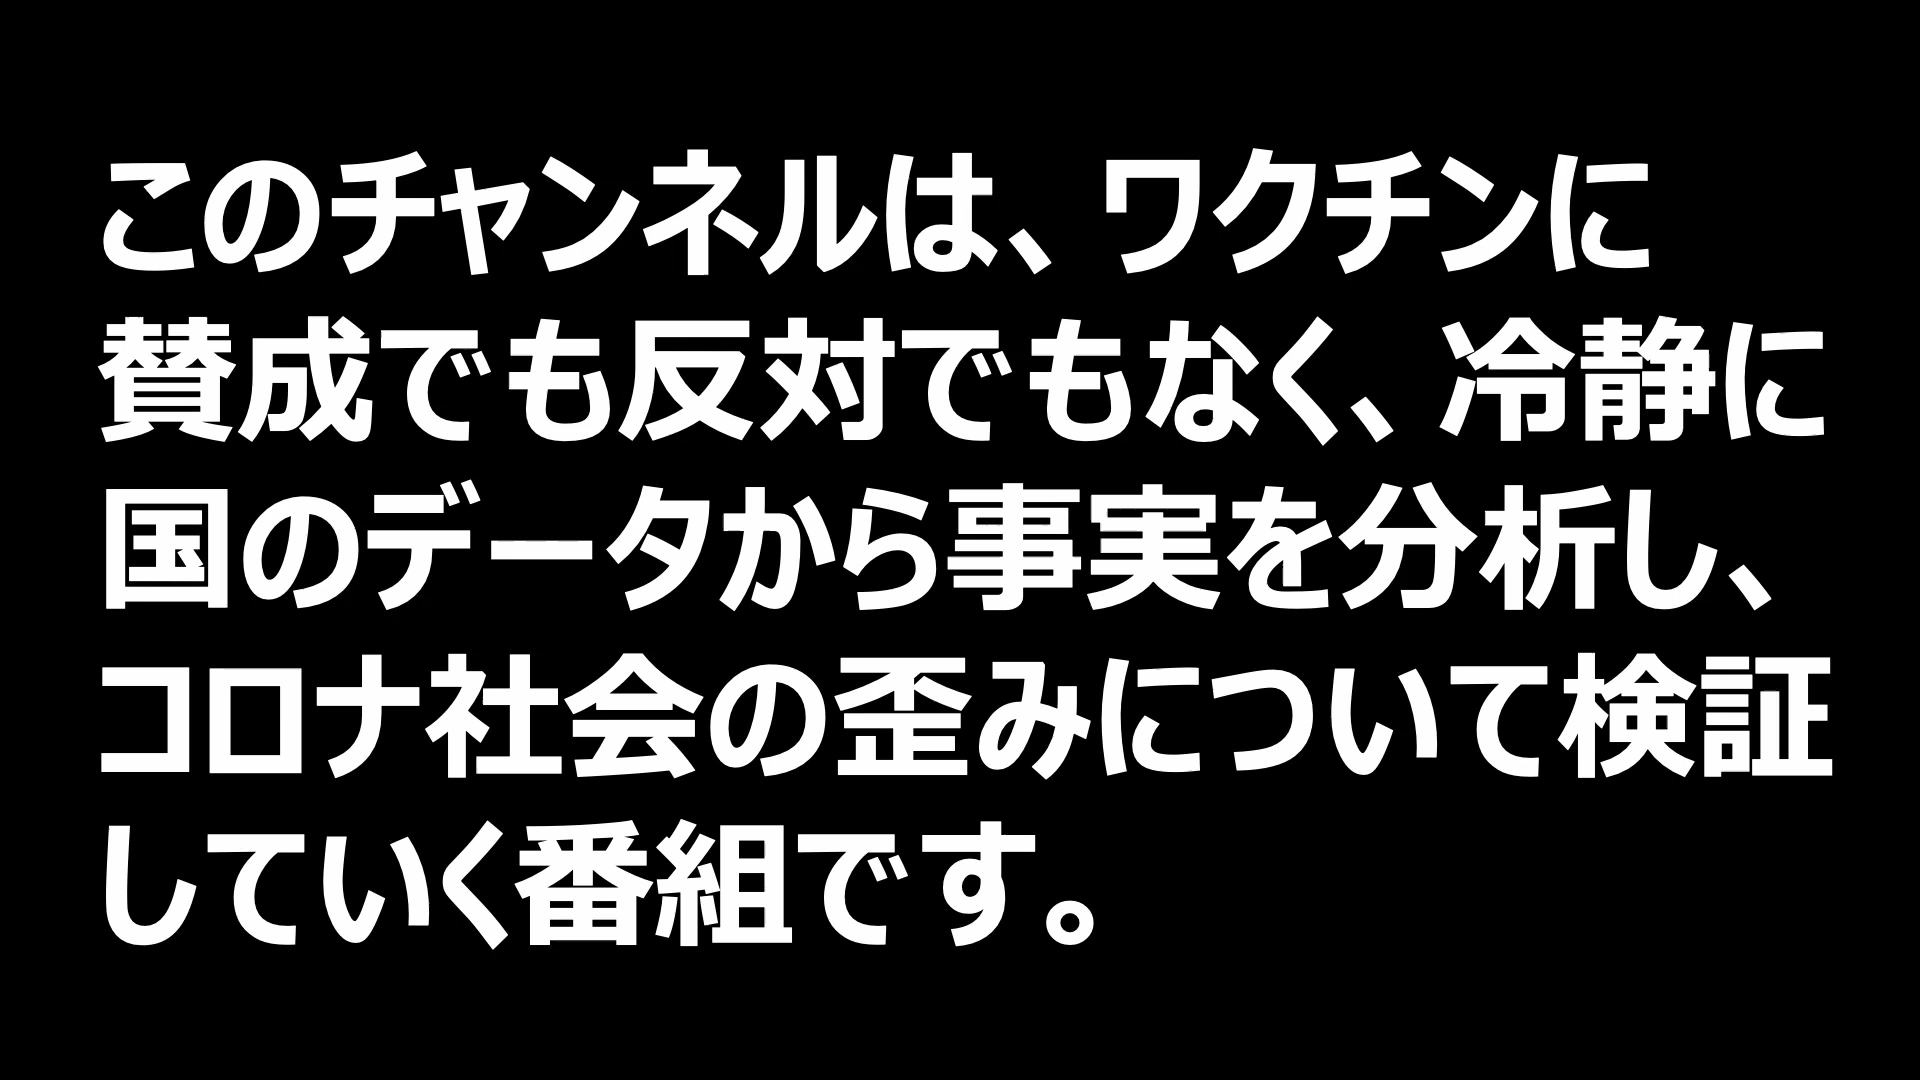 このチャンネルは、ワクチンに
賛成でも反対でもなく、冷静に
国のデータから事実を分析し、
コロナ社会の歪みについて検証
していく番組です。